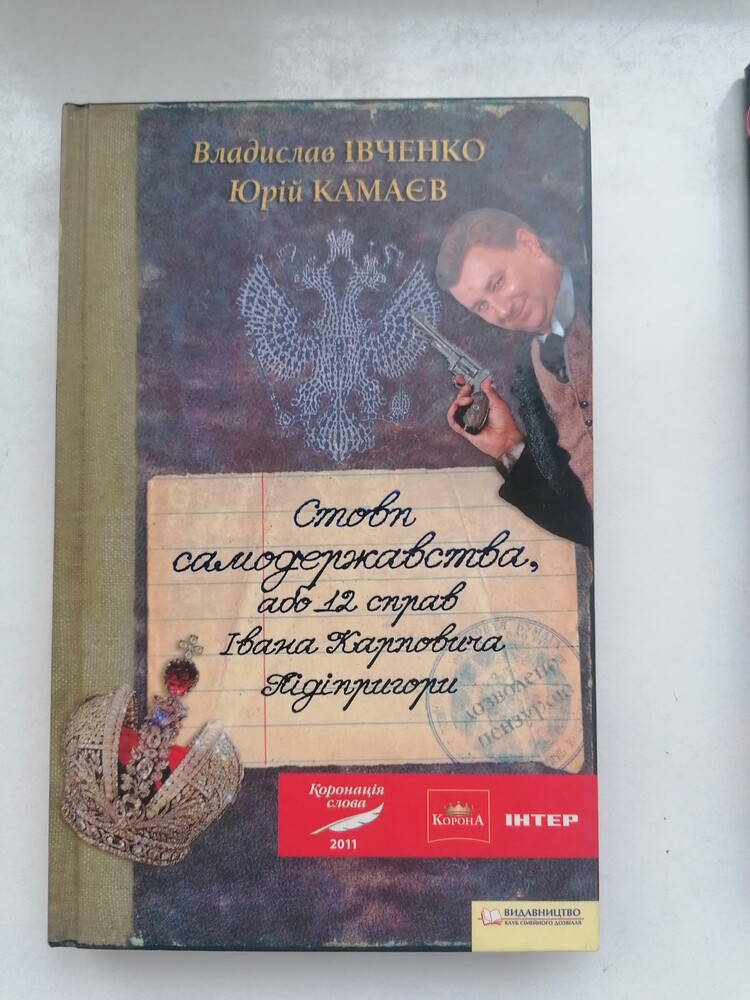 Владислав ІВЧЕНКО
Юрій КАМАЄВ
Стовп
самодержавства,
або 12 справ
Івана Карповича
Підіпригори
дозволено
цензурою
Коронація
слова
2011
КОРОНА
ІНТЕР
ВИДАВНИЦТВО
КЛУБ СІМЕЙНОГО ДОЗВІЛЛЯ